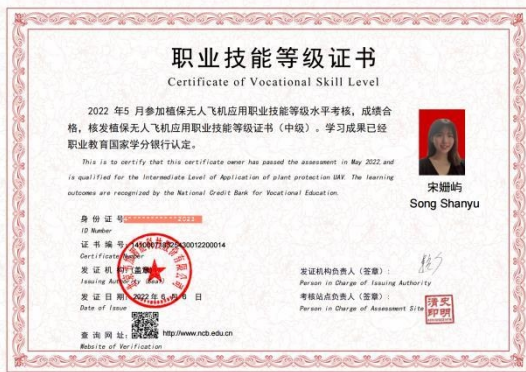 职业技能等级证书
Certificate of Vocational Skill Level
2022 年5 月参加植保无人飞机应用职业技能等级水平考核，成绩合
格，核发植保无人飞机应用职业技能等级证书（中级）。学习成果已经
职业教育国家学分银行认定。
This is to certify that this certificate owner has passed the assessment in May 2022 and
is qualified for the Intermediate Level of Application of plant protection UAV. The learning
outcomes are recognized by the National Credit Bank for Vocational Education.
宋姗屿
Song Shanyu
身 份 证 号
ID Number
证 书 编 号
Certificate Number
发 证 机 构（盖章）
Issuing Authority (Seal)
发 证 日 期：2022 年 6 月 6 日
Date of Issue
查 询 网 址： http://www.ncb.edu.cn
Website of Verification
发证机构负责人（签章）：
Person in Charge of Issuing Authority
考核站点负责人（签章）：
Person in Charge of Assessment Site